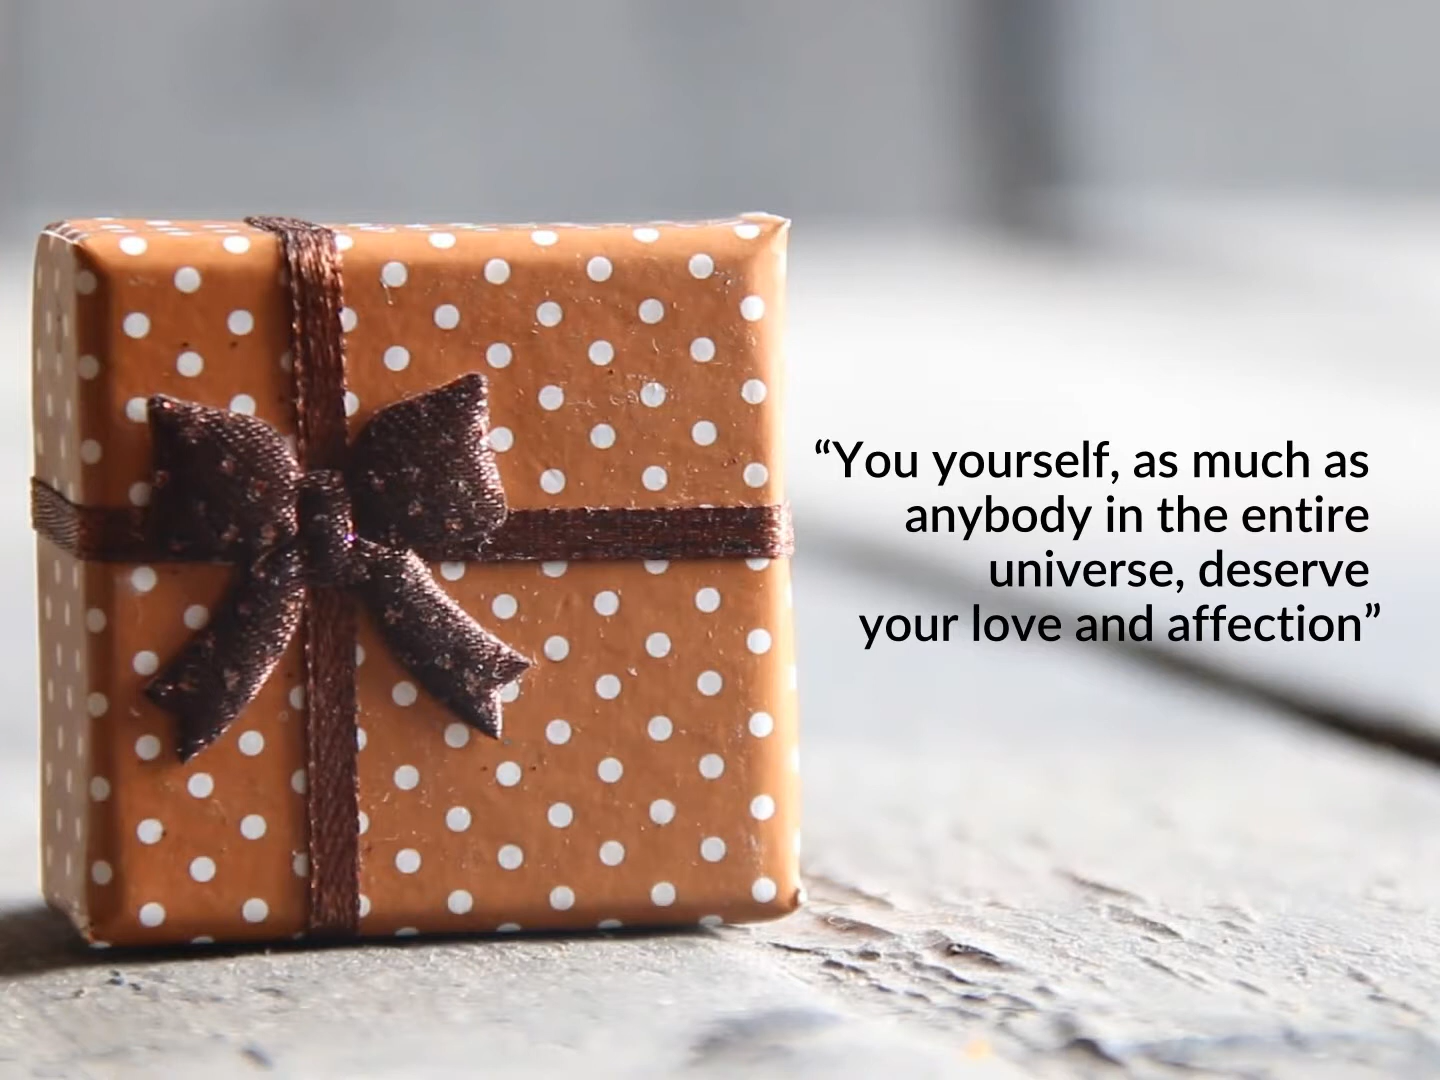 “You yourself, as much as
anybody in the entire
universe, deserve
your love and affection”